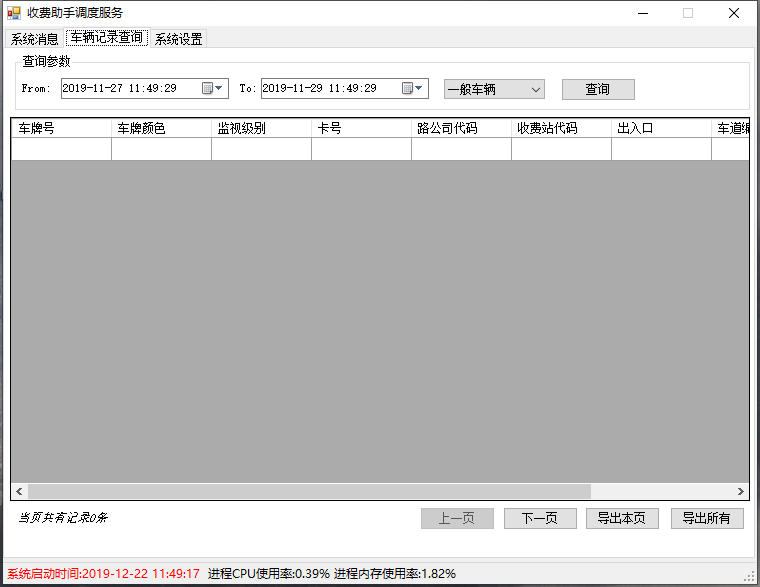 收费助手调度服务
系统消息 车辆记录查询 系统设置
查询参数
From: 2019-11-27 11:49:29 To: 2019-11-29 11:49:29 一般车辆 查询
车牌号 车牌颜色 监视级别 卡号 路公司代码 收费站代码 出入口 车道编
当页共有记录0条 上一页 下一页 导出本页 导出所有
系统启动时间:2019-12-22 11:49:17 进程CPU使用率:0.39% 进程内存使用率:1.82%